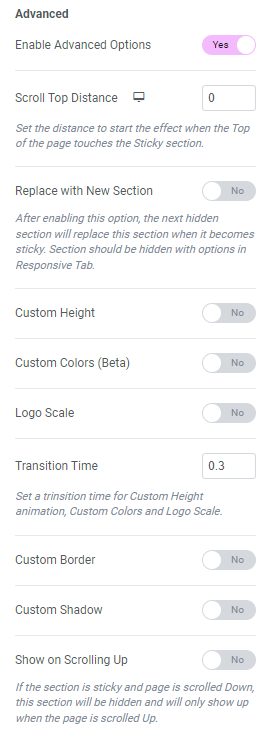 Advanced
Enable Advanced Options Yes
Scroll Top Distance 0
Set the distance to start the effect when the Top
of the page touches the Sticky section.
Replace with New Section No
After enabling this option, the next hidden
section will replace this section when it becomes
sticky. Section should be hidden with options in
Responsive Tab.
Custom Height No
Custom Colors (Beta) No
Logo Scale No
Transition Time 0.3
Set a trinsition time for Custom Height
animation, Custom Colors and Logo Scale.
Custom Border No
Custom Shadow No
Show on Scrolling Up No
If the section is sticky and page is scrolled Down,
this section will be hidden and will only show up
when the page is scrolled Up.